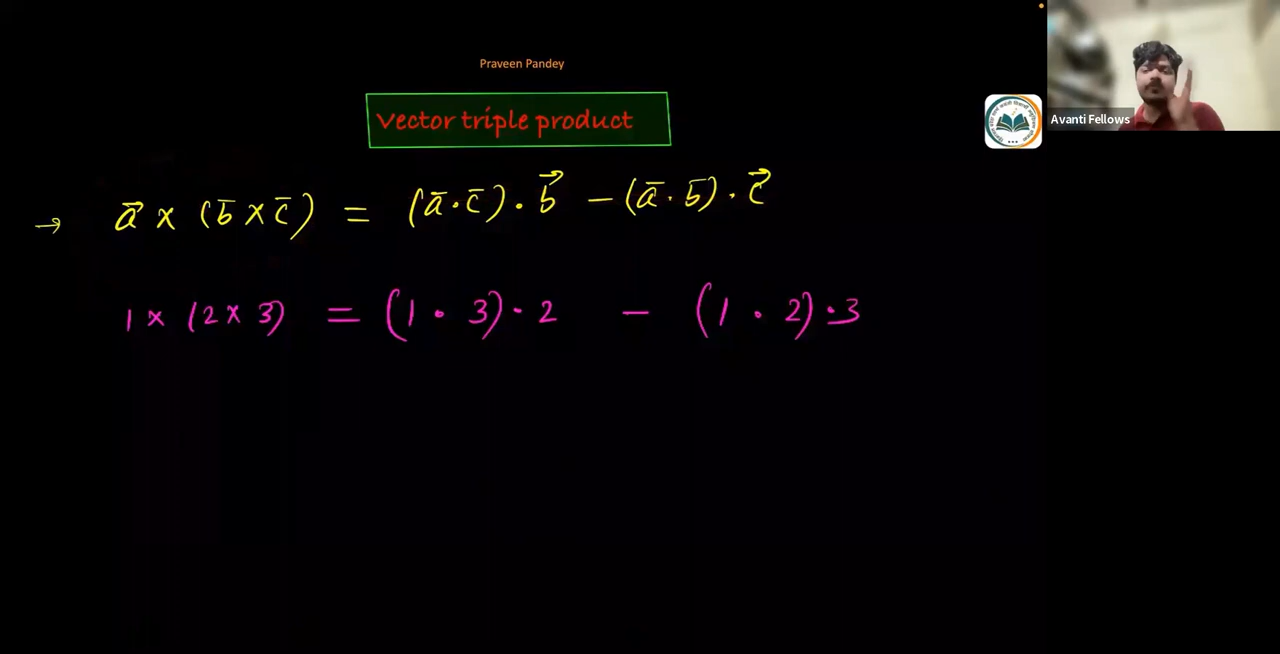 Praveen Pandey
Vector triple product
Avanti Fellows
→ a⃗ × (b̄ × c̄) = (ā · c̄) · b⃗ − (ā · b̄) · c⃗
1 × (2 × 3) = (1 · 3) · 2 − (1 · 2) · 3